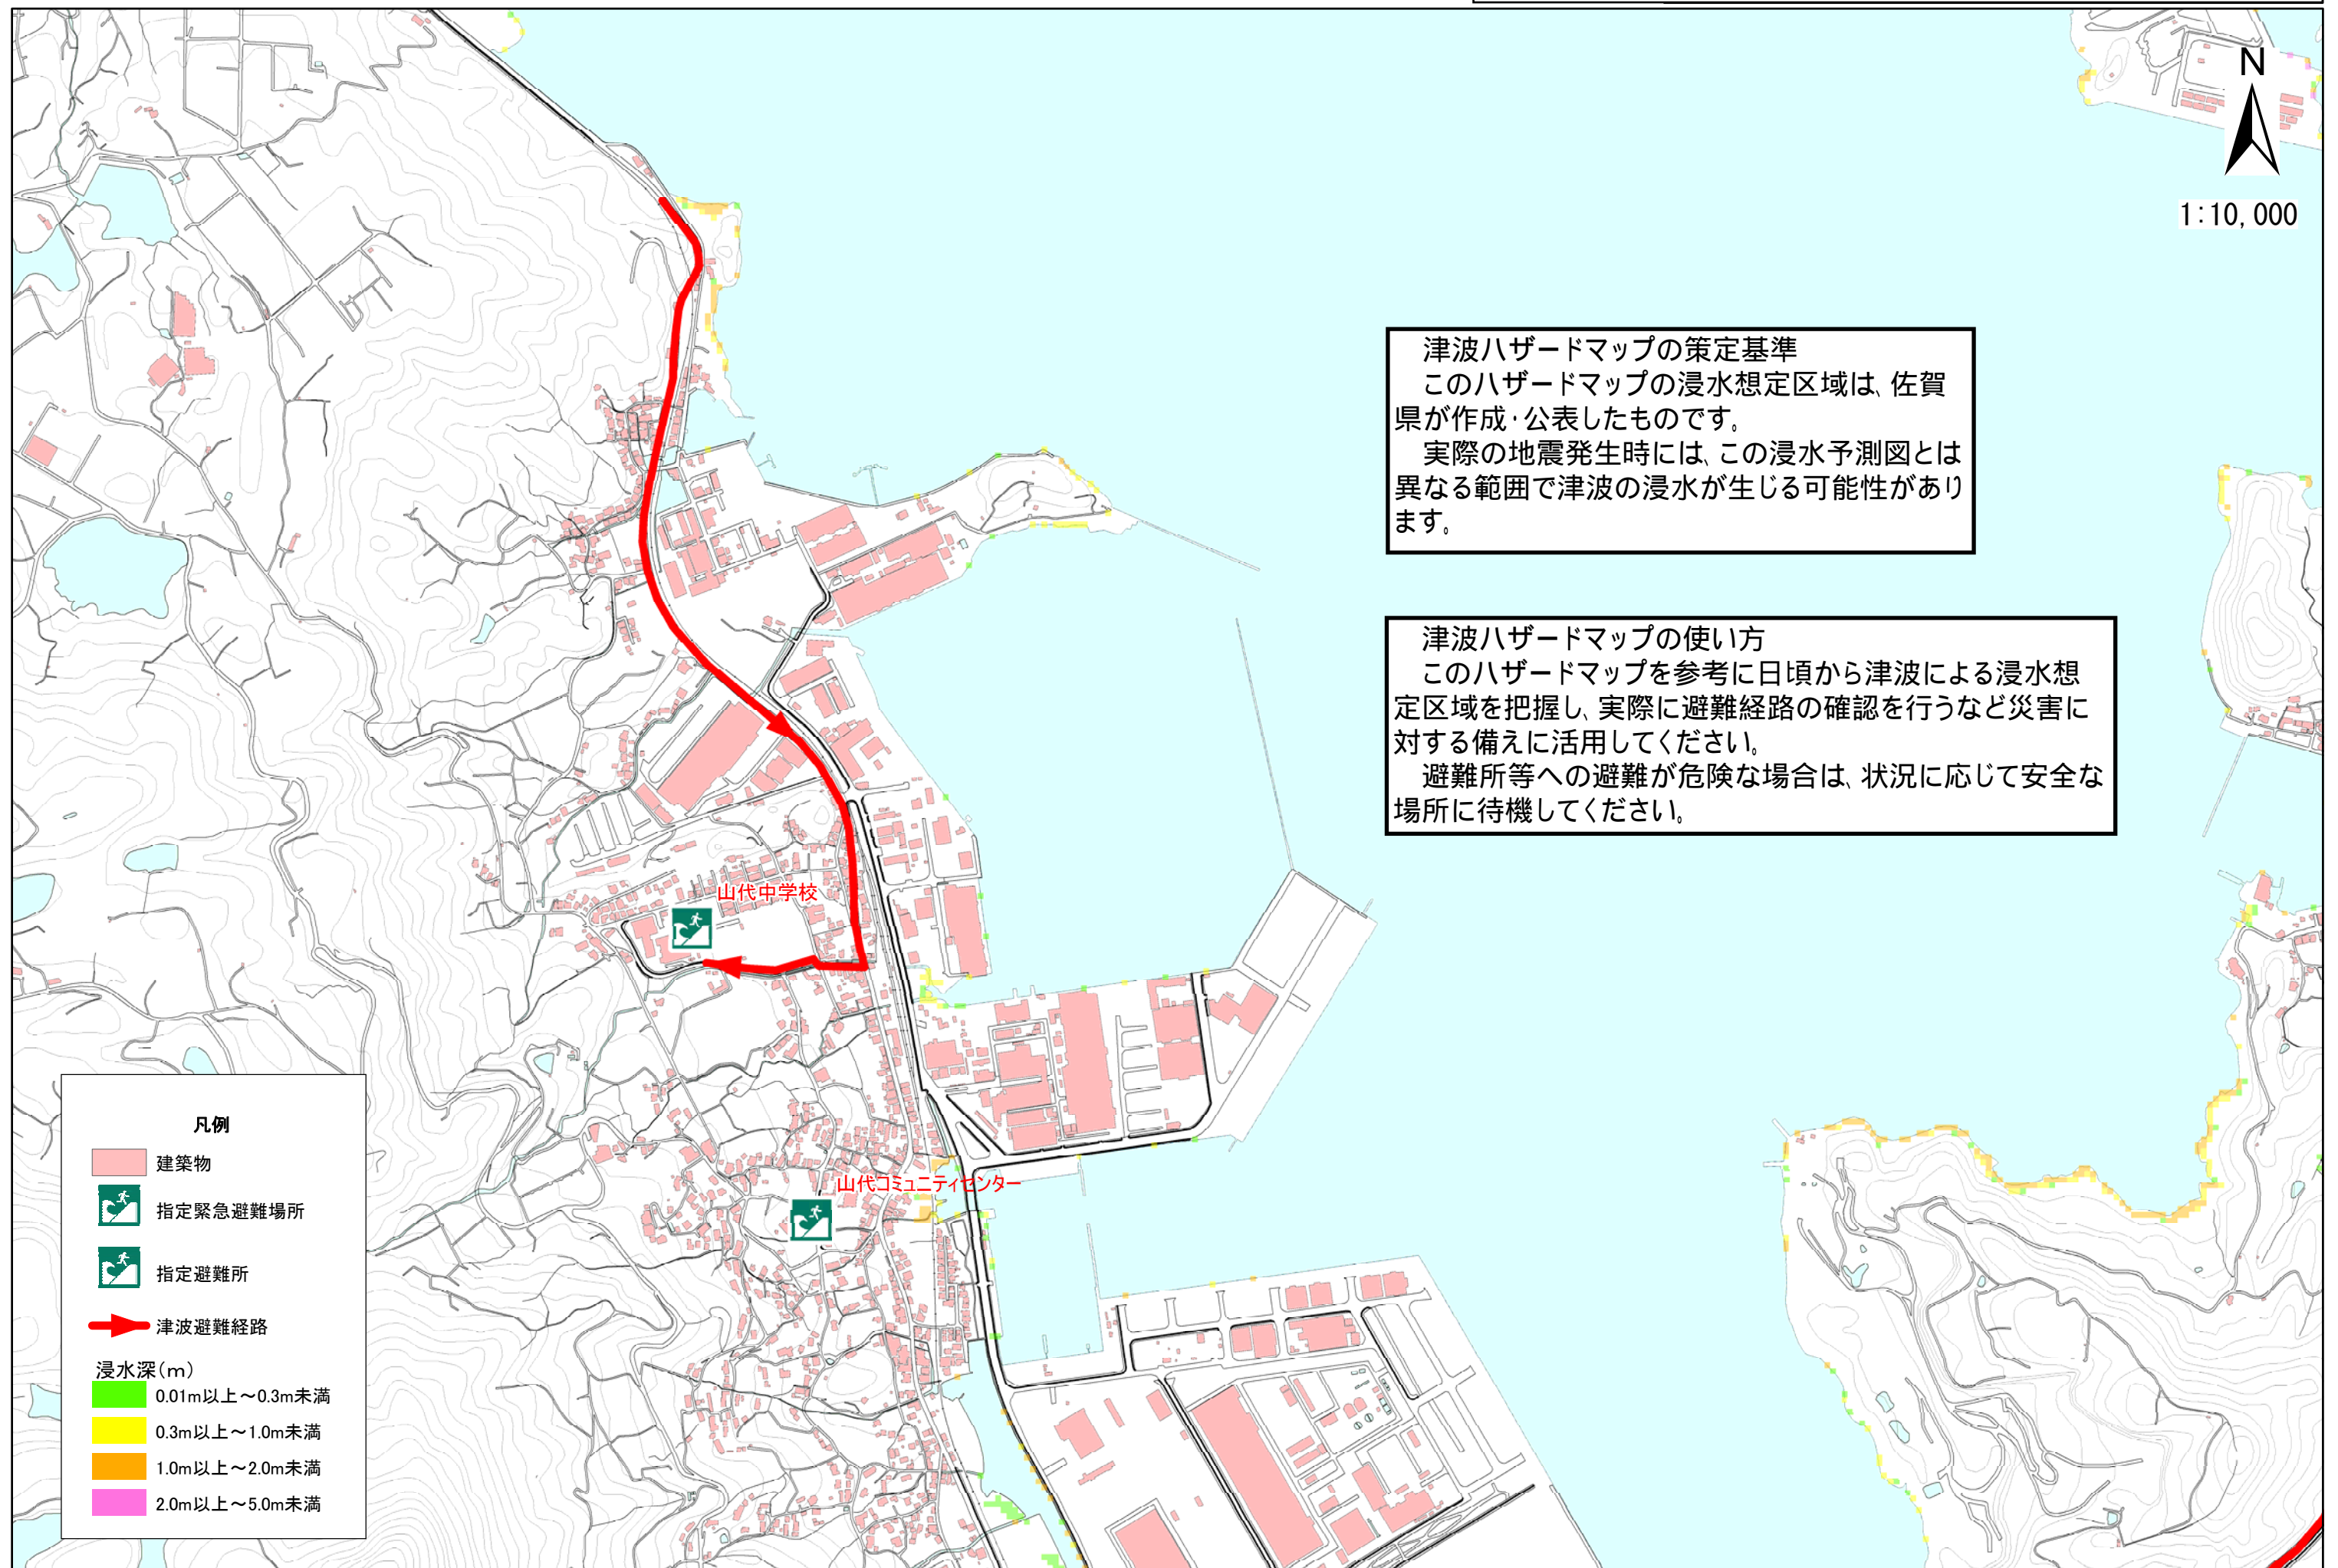 N
1:10,000
津波ハザードマップの策定基準
このハザードマップの浸水想定区域は、佐賀
県が作成・公表したものです。
実際の地震発生時には、この浸水予測図とは
異なる範囲で津波の浸水が生じる可能性があり
ます。
津波ハザードマップの使い方
このハザードマップを参考に日頃から津波による浸水想
定区域を把握し、実際に避難経路の確認を行うなど災害に
対する備えに活用してください。
避難所等への避難が危険な場合は、状況に応じて安全な
場所に待機してください。
山代中学校
山代コミュニティセンター
凡例
建築物
指定緊急避難場所
指定避難所
津波避難経路
浸水深(m)
0.01m以上～0.3m未満
0.3m以上～1.0m未満
1.0m以上～2.0m未満
2.0m以上～5.0m未満